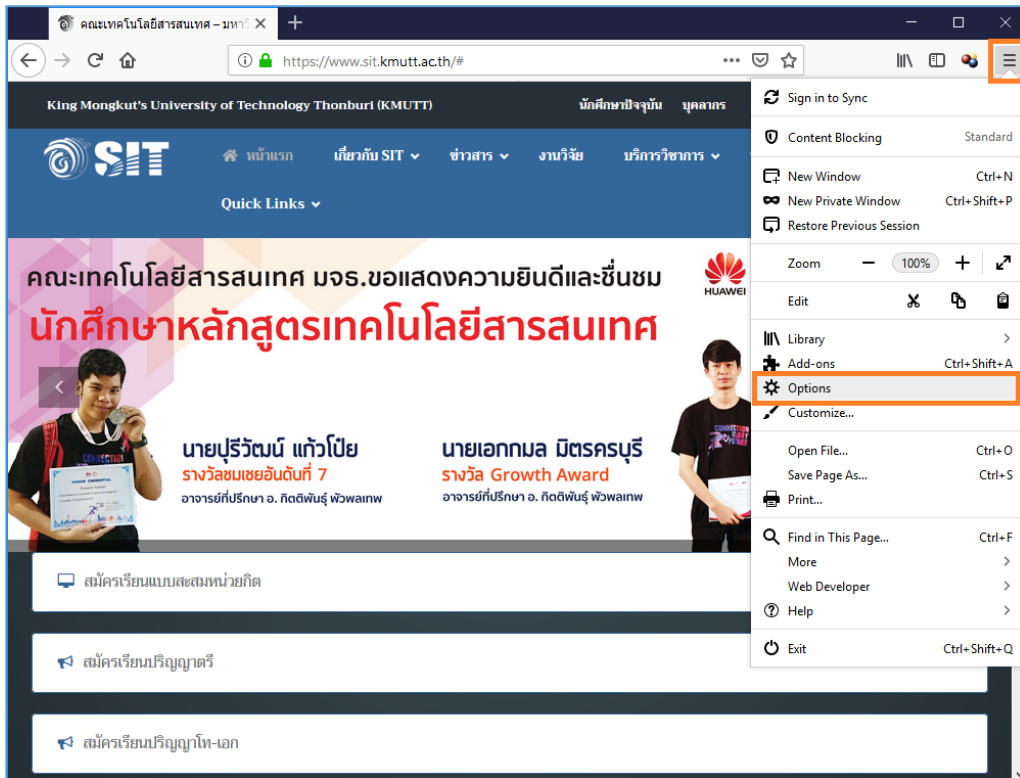 คณะเทคโนโลยีสารสนเทศ – มหาวิ
https://www.sit.kmutt.ac.th/#
King Mongkut's University of Technology Thonburi (KMUTT)
นักศึกษาปัจจุบัน บุคลากร
SIT
หน้าแรก เกี่ยวกับ SIT ข่าวสาร งานวิจัย บริการวิชาการ
Quick Links
คณะเทคโนโลยีสารสนเทศ มจธ.ขอแสดงความยินดีและชื่นชม
HUAWEI
นักศึกษาหลักสูตรเทคโนโลยีสารสนเทศ
นายปุริวัฒน์ แก้วโป่ย
รางวัลชมเชยอันดับที่ 7
อาจารย์ที่ปรึกษา อ. กิตติพันธุ์ พัวพลเทพ
นายเอกกมล มิตรครบุรี
รางวัล Growth Award
อาจารย์ที่ปรึกษา อ. กิตติพันธุ์ พัวพลเทพ
สมัครเรียนแบบสะสมหน่วยกิต
สมัครเรียนปริญญาตรี
สมัครเรียนปริญญาโท-เอก
Sign in to Sync
Content Blocking Standard
New Window Ctrl+N
New Private Window Ctrl+Shift+P
Restore Previous Session
Zoom 100%
Edit
Library
Add-ons Ctrl+Shift+A
Options
Customize...
Open File... Ctrl+O
Save Page As... Ctrl+S
Print...
Find in This Page... Ctrl+F
More
Web Developer
Help
Exit Ctrl+Shift+Q